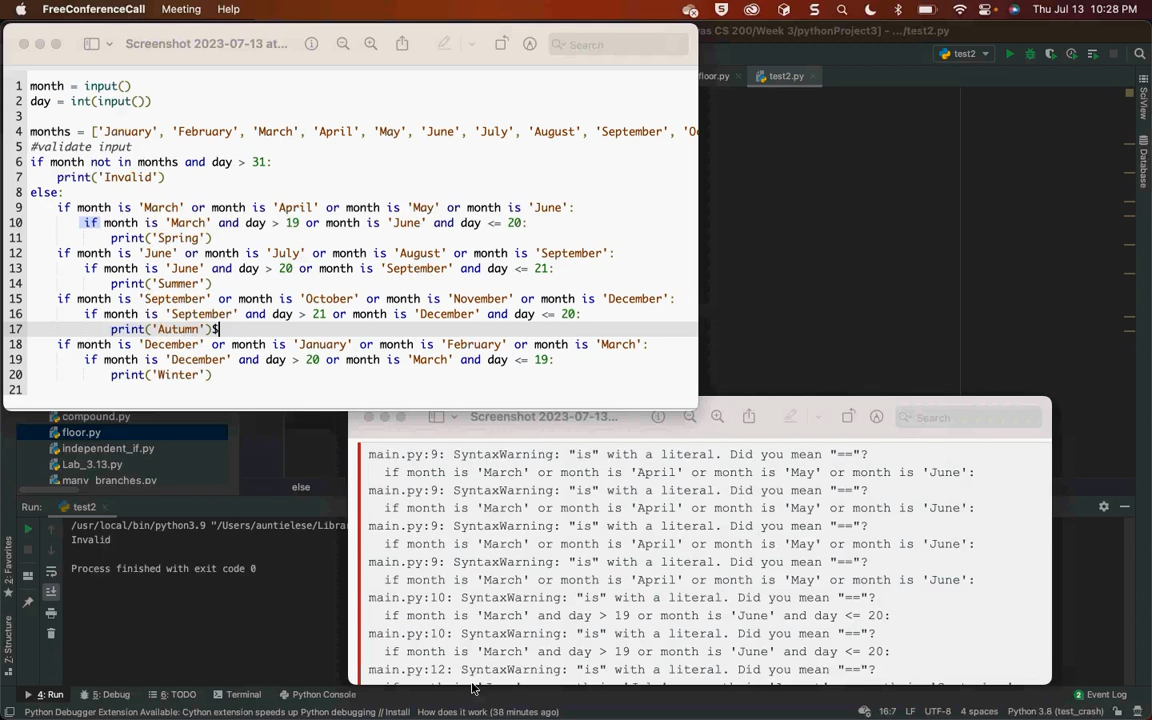 FreeConferenceCall Meeting Help Thu Jul 13 10:28 PM
Screenshot 2023-07-13 at... Search
as CS 200/Week 3/pythonProject3] - .../test2.py
test2
floor.py test2.py
1 month = input()
2 day = int(input())
3
4 months = ['January', 'February', 'March', 'April', 'May', 'June', 'July', 'August', 'September', 'Oc
5 #validate input
6 if month not in months and day > 31:
7 print('Invalid')
8 else:
9 if month is 'March' or month is 'April' or month is 'May' or month is 'June':
10 if month is 'March' and day > 19 or month is 'June' and day <= 20:
11 print('Spring')
12 if month is 'June' or month is 'July' or month is 'August' or month is 'September':
13 if month is 'June' and day > 20 or month is 'September' and day <= 21:
14 print('Summer')
15 if month is 'September' or month is 'October' or month is 'November' or month is 'December':
16 if month is 'September' and day > 21 or month is 'December' and day <= 20:
17 print('Autumn')$
18 if month is 'December' or month is 'January' or month is 'February' or month is 'March':
19 if month is 'December' and day > 20 or month is 'March' and day <= 19:
20 print('Winter')
21
SciView
Database
compound.py
floor.py
independent_if.py
Lab_3.13.py
many_branches.py
else
Screenshot 2023-07-13... Search
main.py:9: SyntaxWarning: "is" with a literal. Did you mean "=="?
if month is 'March' or month is 'April' or month is 'May' or month is 'June':
main.py:9: SyntaxWarning: "is" with a literal. Did you mean "=="?
if month is 'March' or month is 'April' or month is 'May' or month is 'June':
main.py:9: SyntaxWarning: "is" with a literal. Did you mean "=="?
if month is 'March' or month is 'April' or month is 'May' or month is 'June':
main.py:9: SyntaxWarning: "is" with a literal. Did you mean "=="?
if month is 'March' or month is 'April' or month is 'May' or month is 'June':
main.py:10: SyntaxWarning: "is" with a literal. Did you mean "=="?
if month is 'March' and day > 19 or month is 'June' and day <= 20:
main.py:10: SyntaxWarning: "is" with a literal. Did you mean "=="?
if month is 'March' and day > 19 or month is 'June' and day <= 20:
main.py:12: SyntaxWarning: "is" with a literal. Did you mean "=="?
Run: test2
/usr/local/bin/python3.9 "/Users/auntielese/Librar
Invalid
Process finished with exit code 0
2: Favorites
7: Structure
4: Run 5: Debug 6: TODO Terminal Python Console 2 Event Log
Python Debugger Extension Available: Cython extension speeds up Python debugging // Install How does it work (38 minutes ago) 16:7 LF UTF-8 4 spaces Python 3.8 (test_crash)